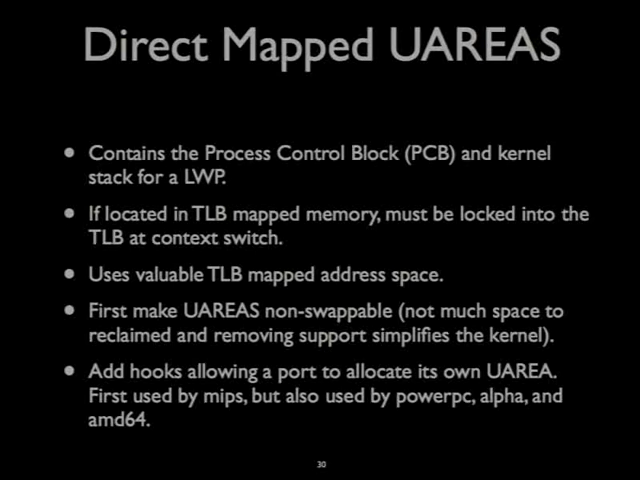 Direct Mapped UAREAS
• Contains the Process Control Block (PCB) and kernel
stack for a LWP.
• If located in TLB mapped memory, must be locked into the
TLB at context switch.
• Uses valuable TLB mapped address space.
• First make UAREAS non-swappable (not much space to
reclaimed and removing support simplifies the kernel).
• Add hooks allowing a port to allocate its own UAREA.
First used by mips, but also used by powerpc, alpha, and
amd64.
30